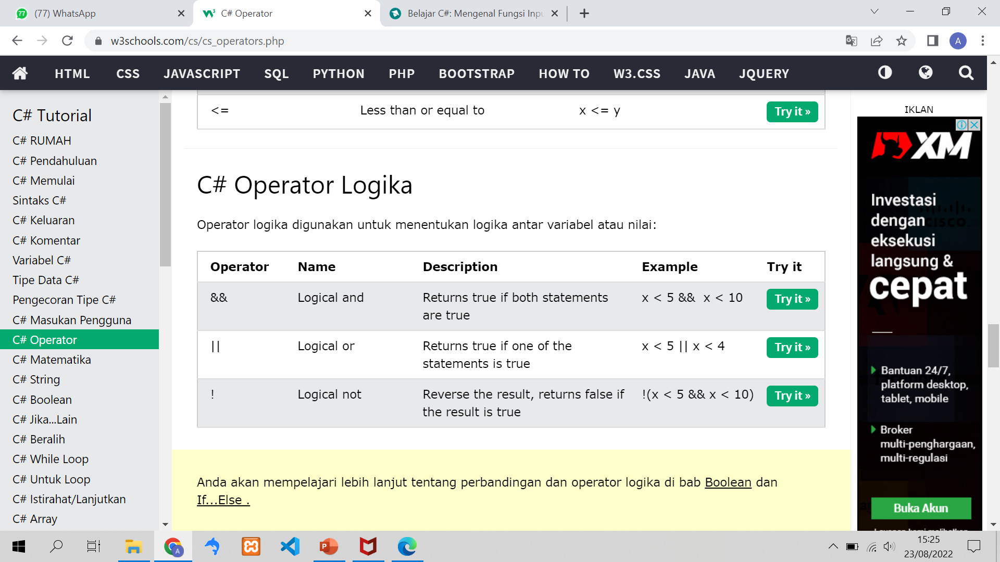 (77) WhatsApp
C# Operator
Belajar C#: Mengenal Fungsi Inpu
w3schools.com/cs/cs_operators.php
A
HTML CSS JAVASCRIPT SQL PYTHON PHP BOOTSTRAP HOW TO W3.CSS JAVA JQUERY
C# Tutorial
C# RUMAH
C# Pendahuluan
C# Memulai
Sintaks C#
C# Keluaran
C# Komentar
Variabel C#
Tipe Data C#
Pengecoran Tipe C#
C# Masukan Pengguna
C# Operator
C# Matematika
C# String
C# Boolean
C# Jika...Lain
C# Beralih
C# While Loop
C# Untuk Loop
C# Istirahat/Lanjutkan
C# Array
<= Less than or equal to x <= y Try it »
C# Operator Logika
Operator logika digunakan untuk menentukan logika antar variabel atau nilai:
Operator Name Description Example Try it
&& Logical and Returns true if both statements x < 5 &&  x < 10 Try it »
are true
|| Logical or Returns true if one of the x < 5 || x < 4 Try it »
statements is true
! Logical not Reverse the result, returns false if !(x < 5 && x < 10) Try it »
the result is true
Anda akan mempelajari lebih lanjut tentang perbandingan dan operator logika di bab Boolean dan
If...Else .
IKLAN
XM
Investasi
dengan
eksekusi
langsung &
cepat
Bantuan 24/7,
platform desktop,
tablet, mobile
Broker
multi-penghargaan,
multi-regulasi
Buka Akun
15:25
23/08/2022